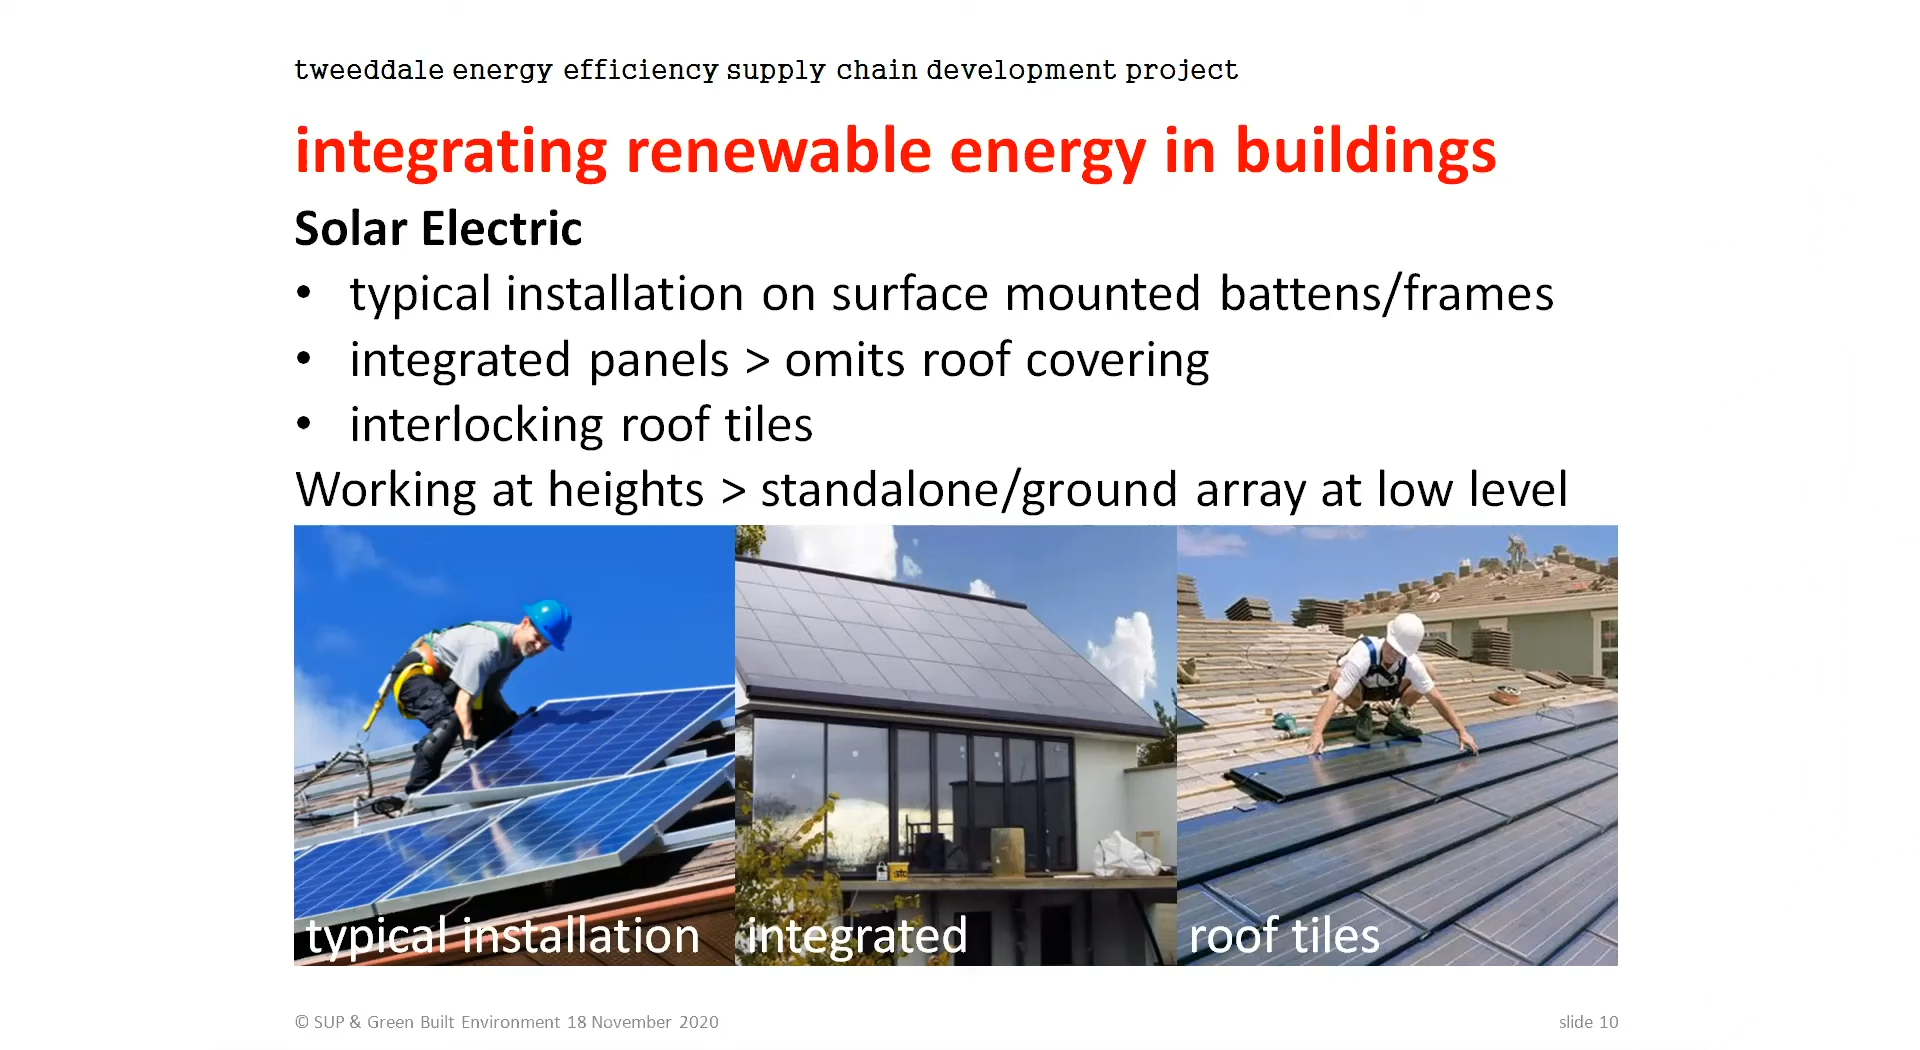 tweeddale energy efficiency supply chain development project
integrating renewable energy in buildings
Solar Electric
• typical installation on surface mounted battens/frames
• integrated panels > omits roof covering
• interlocking roof tiles
Working at heights > standalone/ground array at low level
typical installation
integrated
roof tiles
© SUP & Green Built Environment 18 November 2020
slide 10